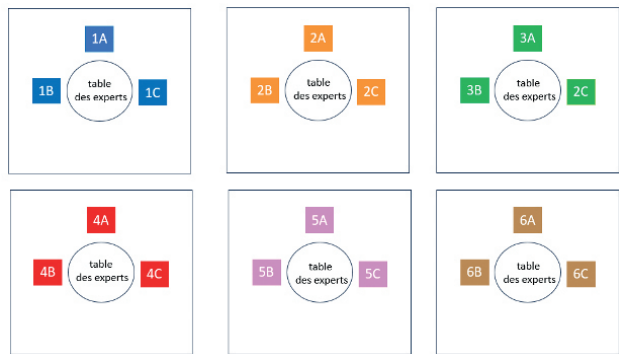 1A
table
des experts
1B
1C
2A
table
des experts
2B
2C
3A
table
des experts
3B
2C
4A
table
des experts
4B
4C
5A
table
des experts
5B
5C
6A
table
des experts
6B
6C